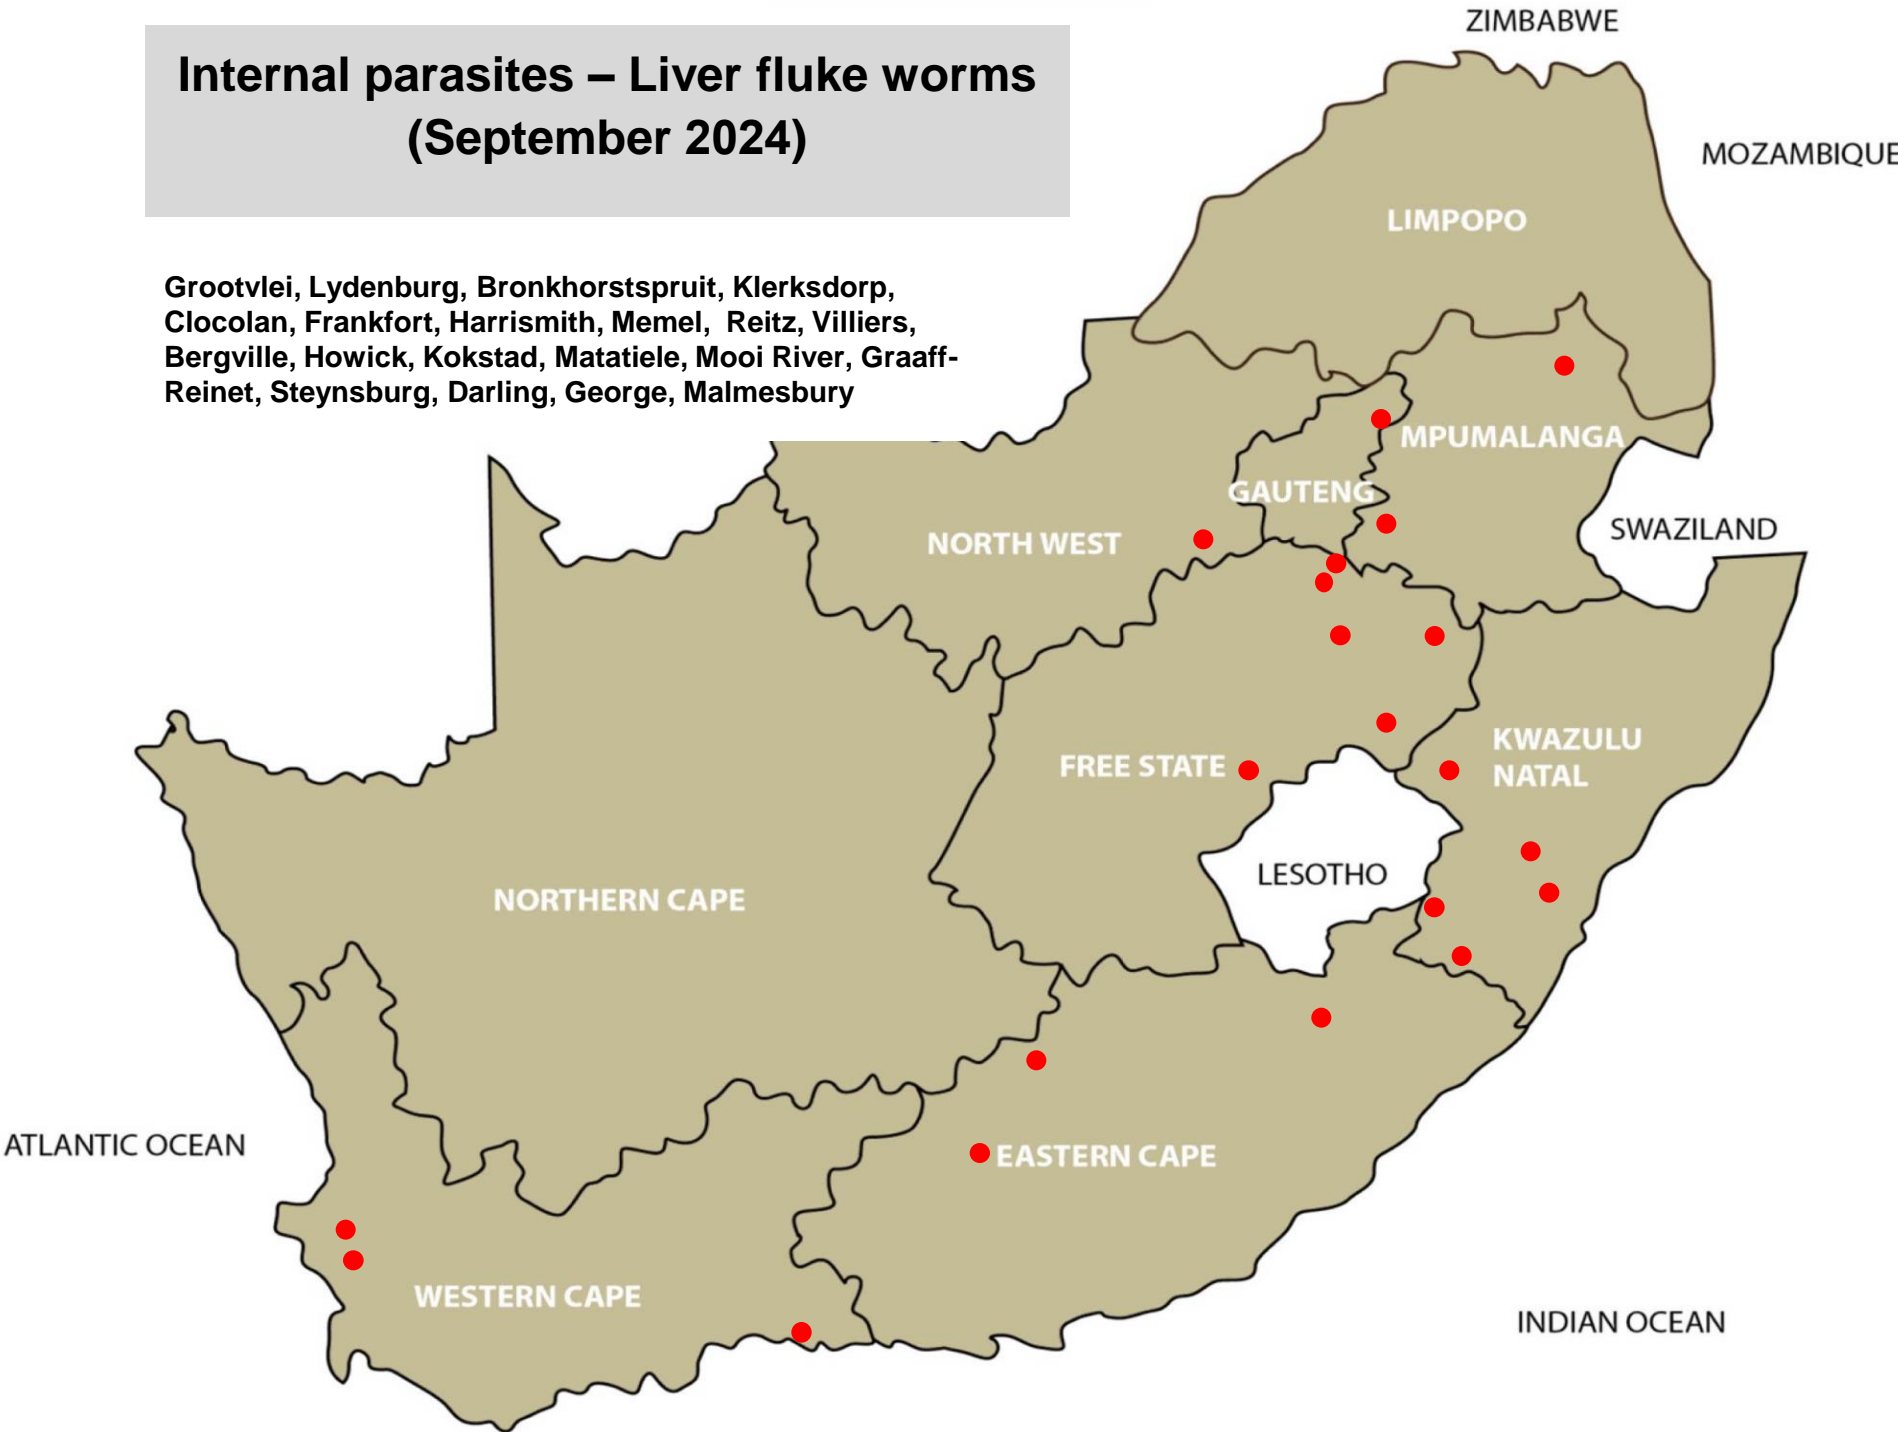 Internal parasites – Liver fluke worms
(September 2024)
Grootvlei, Lydenburg, Bronkhorstspruit, Klerksdorp,
Clocolan, Frankfort, Harrismith, Memel, Reitz, Villiers,
Bergville, Howick, Kokstad, Matatiele, Mooi River, Graaff-
Reinet, Steynsburg, Darling, George, Malmesbury
ZIMBABWE
MOZAMBIQUE
LIMPOPO
MPUMALANGA
GAUTENG
NORTH WEST
SWAZILAND
FREE STATE
KWAZULU
NATAL
LESOTHO
NORTHERN CAPE
ATLANTIC OCEAN
EASTERN CAPE
WESTERN CAPE
INDIAN OCEAN